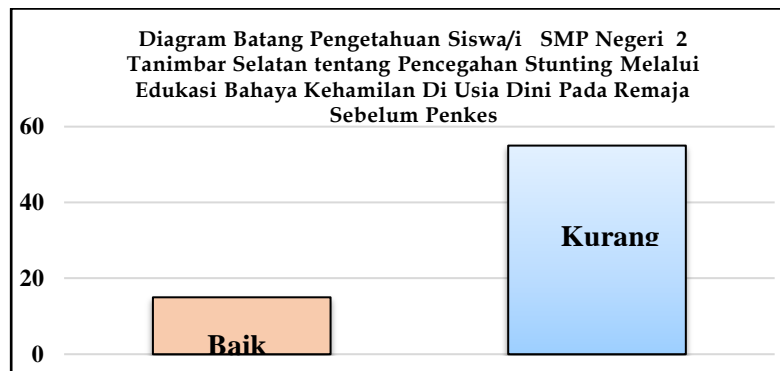 Diagram Batang Pengetahuan Siswa/i SMP Negeri 2
Tanimbar Selatan tentang Pencegahan Stunting Melalui
Edukasi Bahaya Kehamilan Di Usia Dini Pada Remaja
Sebelum Penkes
60
40
Kurang
20
Baik
0